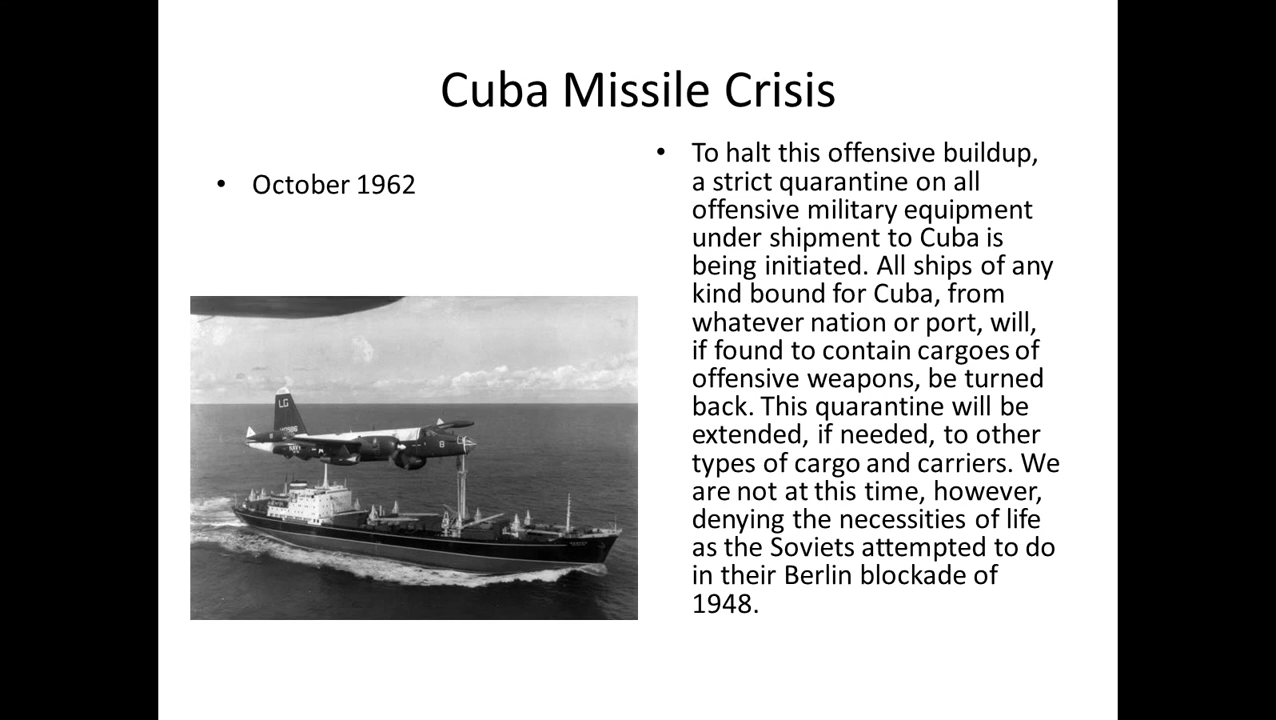 Cuba Missile Crisis
• October 1962
LG
8
• To halt this offensive buildup,
a strict quarantine on all
offensive military equipment
under shipment to Cuba is
being initiated. All ships of any
kind bound for Cuba, from
whatever nation or port, will,
if found to contain cargoes of
offensive weapons, be turned
back. This quarantine will be
extended, if needed, to other
types of cargo and carriers. We
are not at this time, however,
denying the necessities of life
as the Soviets attempted to do
in their Berlin blockade of
1948.